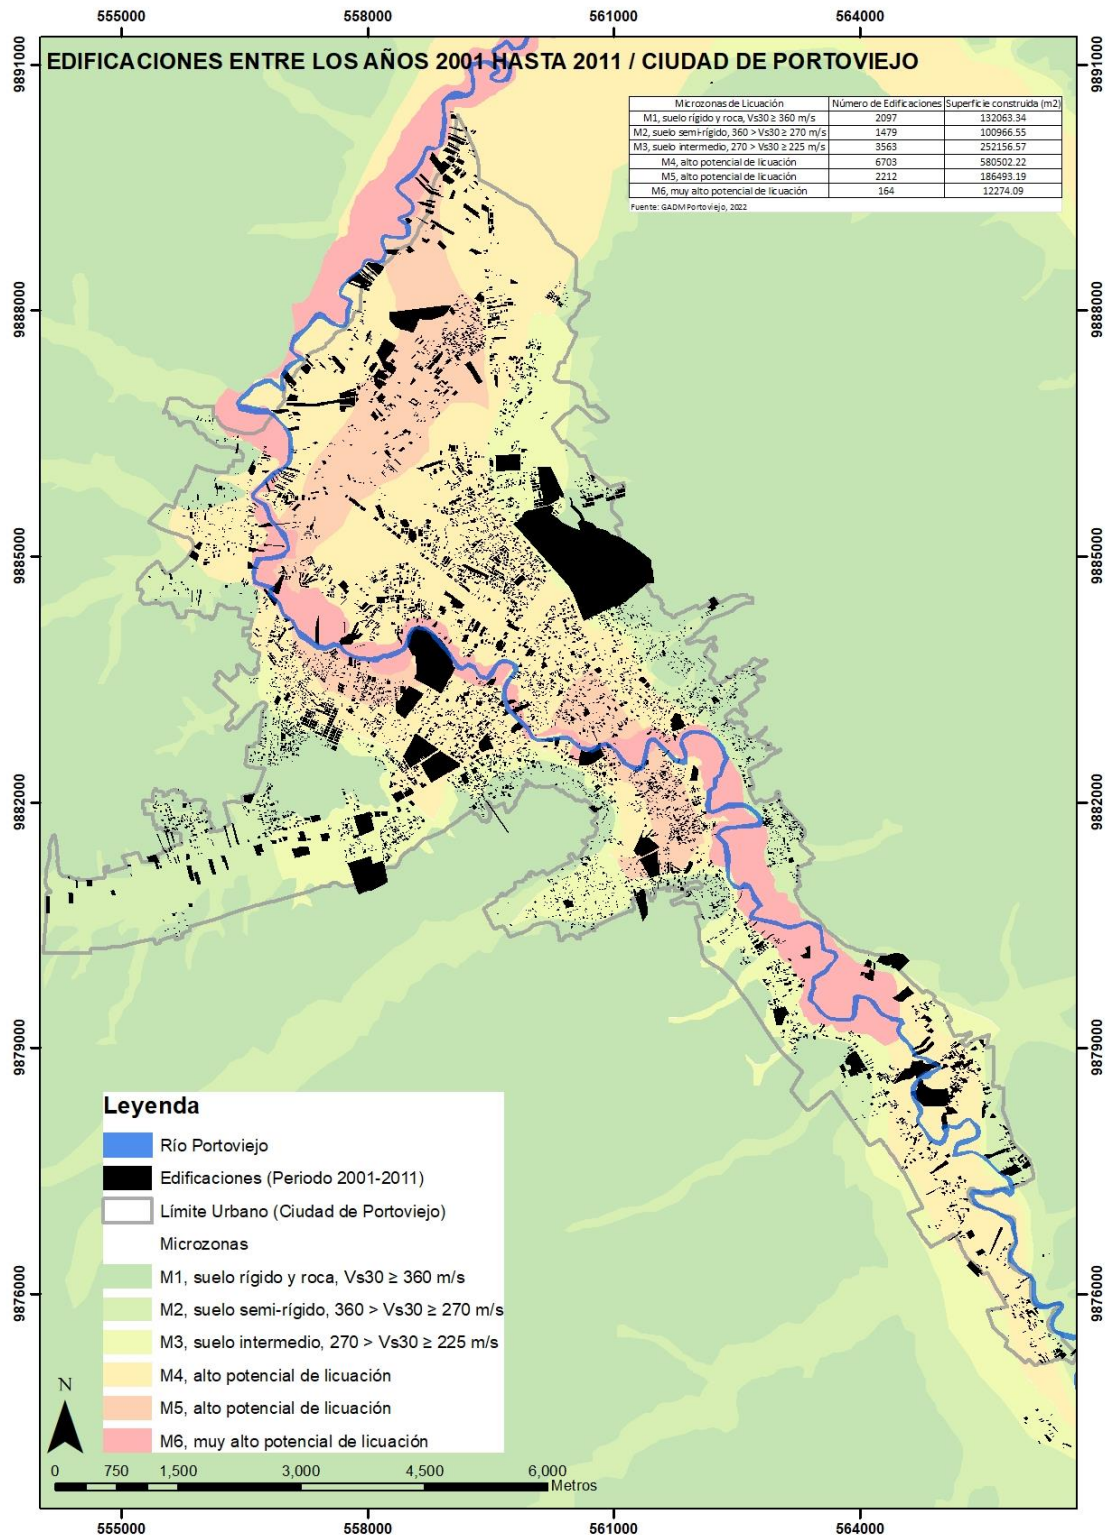 555000 558000 561000 564000
9891000 9891000
EDIFICACIONES ENTRE LOS AÑOS 2001 HASTA 2011 / CIUDAD DE PORTOVIEJO
Microzonas de Licuación Número de Edificaciones Superficie construida (m2)
M1, suelo rígido y roca, Vs30 ≥ 360 m/s 2097 132063.34
M2, suelo semi-rígido, 360 > Vs30 ≥ 270 m/s 1479 100966.55
M3, suelo intermedio, 270 > Vs30 ≥ 225 m/s 3563 252156.57
M4, alto potencial de licuación 6703 580502.22
M5, alto potencial de licuación 2212 186493.19
M6, muy alto potencial de licuación 164 12274.09
Fuente: GADM Portoviejo, 2022
9888000 9888000
9885000 9885000
9882000 9882000
9879000 9879000
Leyenda
Río Portoviejo
Edificaciones (Periodo 2001-2011)
Límite Urbano (Ciudad de Portoviejo)
Microzonas
M1, suelo rígido y roca, Vs30 ≥ 360 m/s
9876000 9876000
M2, suelo semi-rígido, 360 > Vs30 ≥ 270 m/s
M3, suelo intermedio, 270 > Vs30 ≥ 225 m/s
M4, alto potencial de licuación
M5, alto potencial de licuación
M6, muy alto potencial de licuación
N
0 750 1,500 3,000 4,500 6,000
Metros
555000 558000 561000 564000